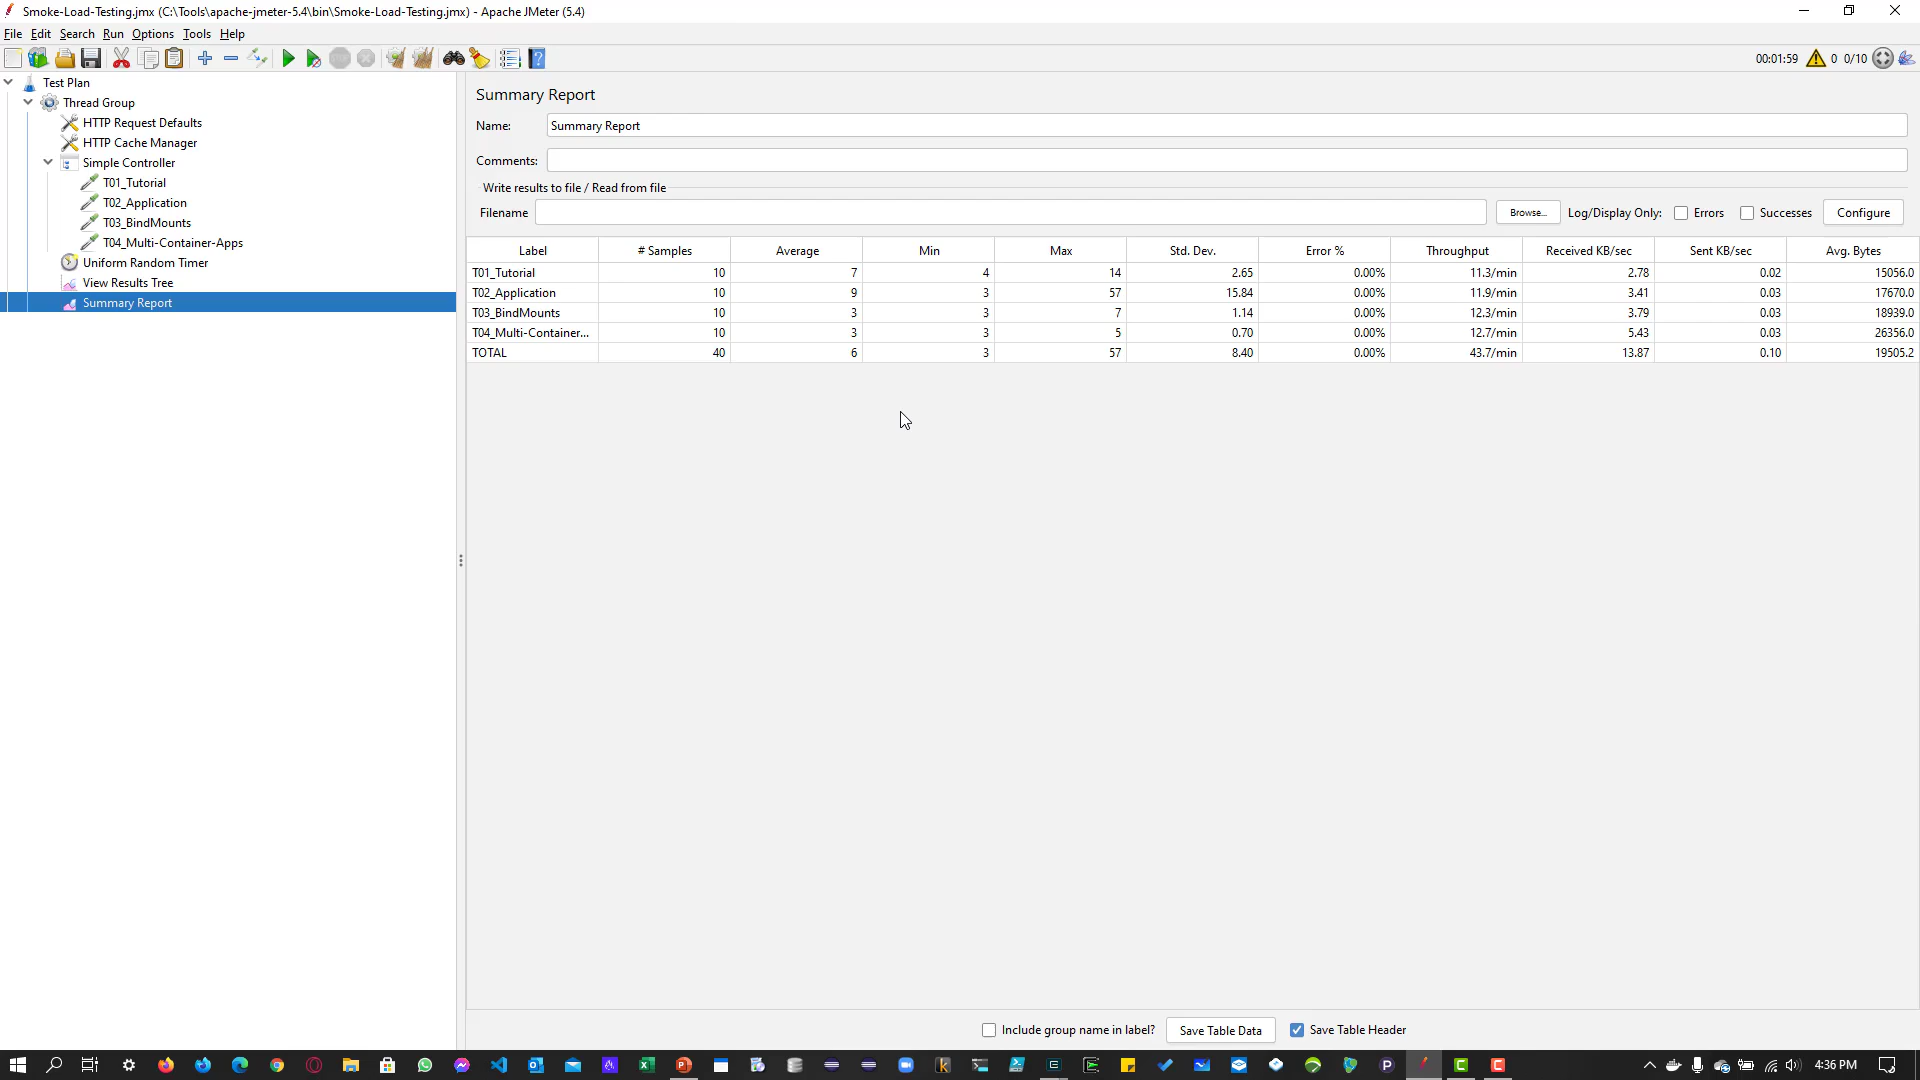 Smoke-Load-Testing.jmx (C:\Tools\apache-jmeter-5.4\bin\Smoke-Load-Testing.jmx) - Apache JMeter (5.4)
File Edit Search Run Options Tools Help
00:01:59 0 0/10
Test Plan
Thread Group
HTTP Request Defaults
HTTP Cache Manager
Simple Controller
T01_Tutorial
T02_Application
T03_BindMounts
T04_Multi-Container-Apps
Uniform Random Timer
View Results Tree
Summary Report
Summary Report
Name: Summary Report
Comments:
Write results to file / Read from file
Filename Browse... Log/Display Only: Errors Successes Configure
Label # Samples Average Min Max Std. Dev. Error % Throughput Received KB/sec Sent KB/sec Avg. Bytes
T01_Tutorial 10 7 4 14 2.65 0.00% 11.3/min 2.78 0.02 15056.0
T02_Application 10 9 3 57 15.84 0.00% 11.9/min 3.41 0.03 17670.0
T03_BindMounts 10 3 3 7 1.14 0.00% 12.3/min 3.79 0.03 18939.0
T04_Multi-Container... 10 3 3 5 0.70 0.00% 12.7/min 5.43 0.03 26356.0
TOTAL 40 6 3 57 8.40 0.00% 43.7/min 13.87 0.10 19505.2
Include group name in label? Save Table Data Save Table Header
4:36 PM